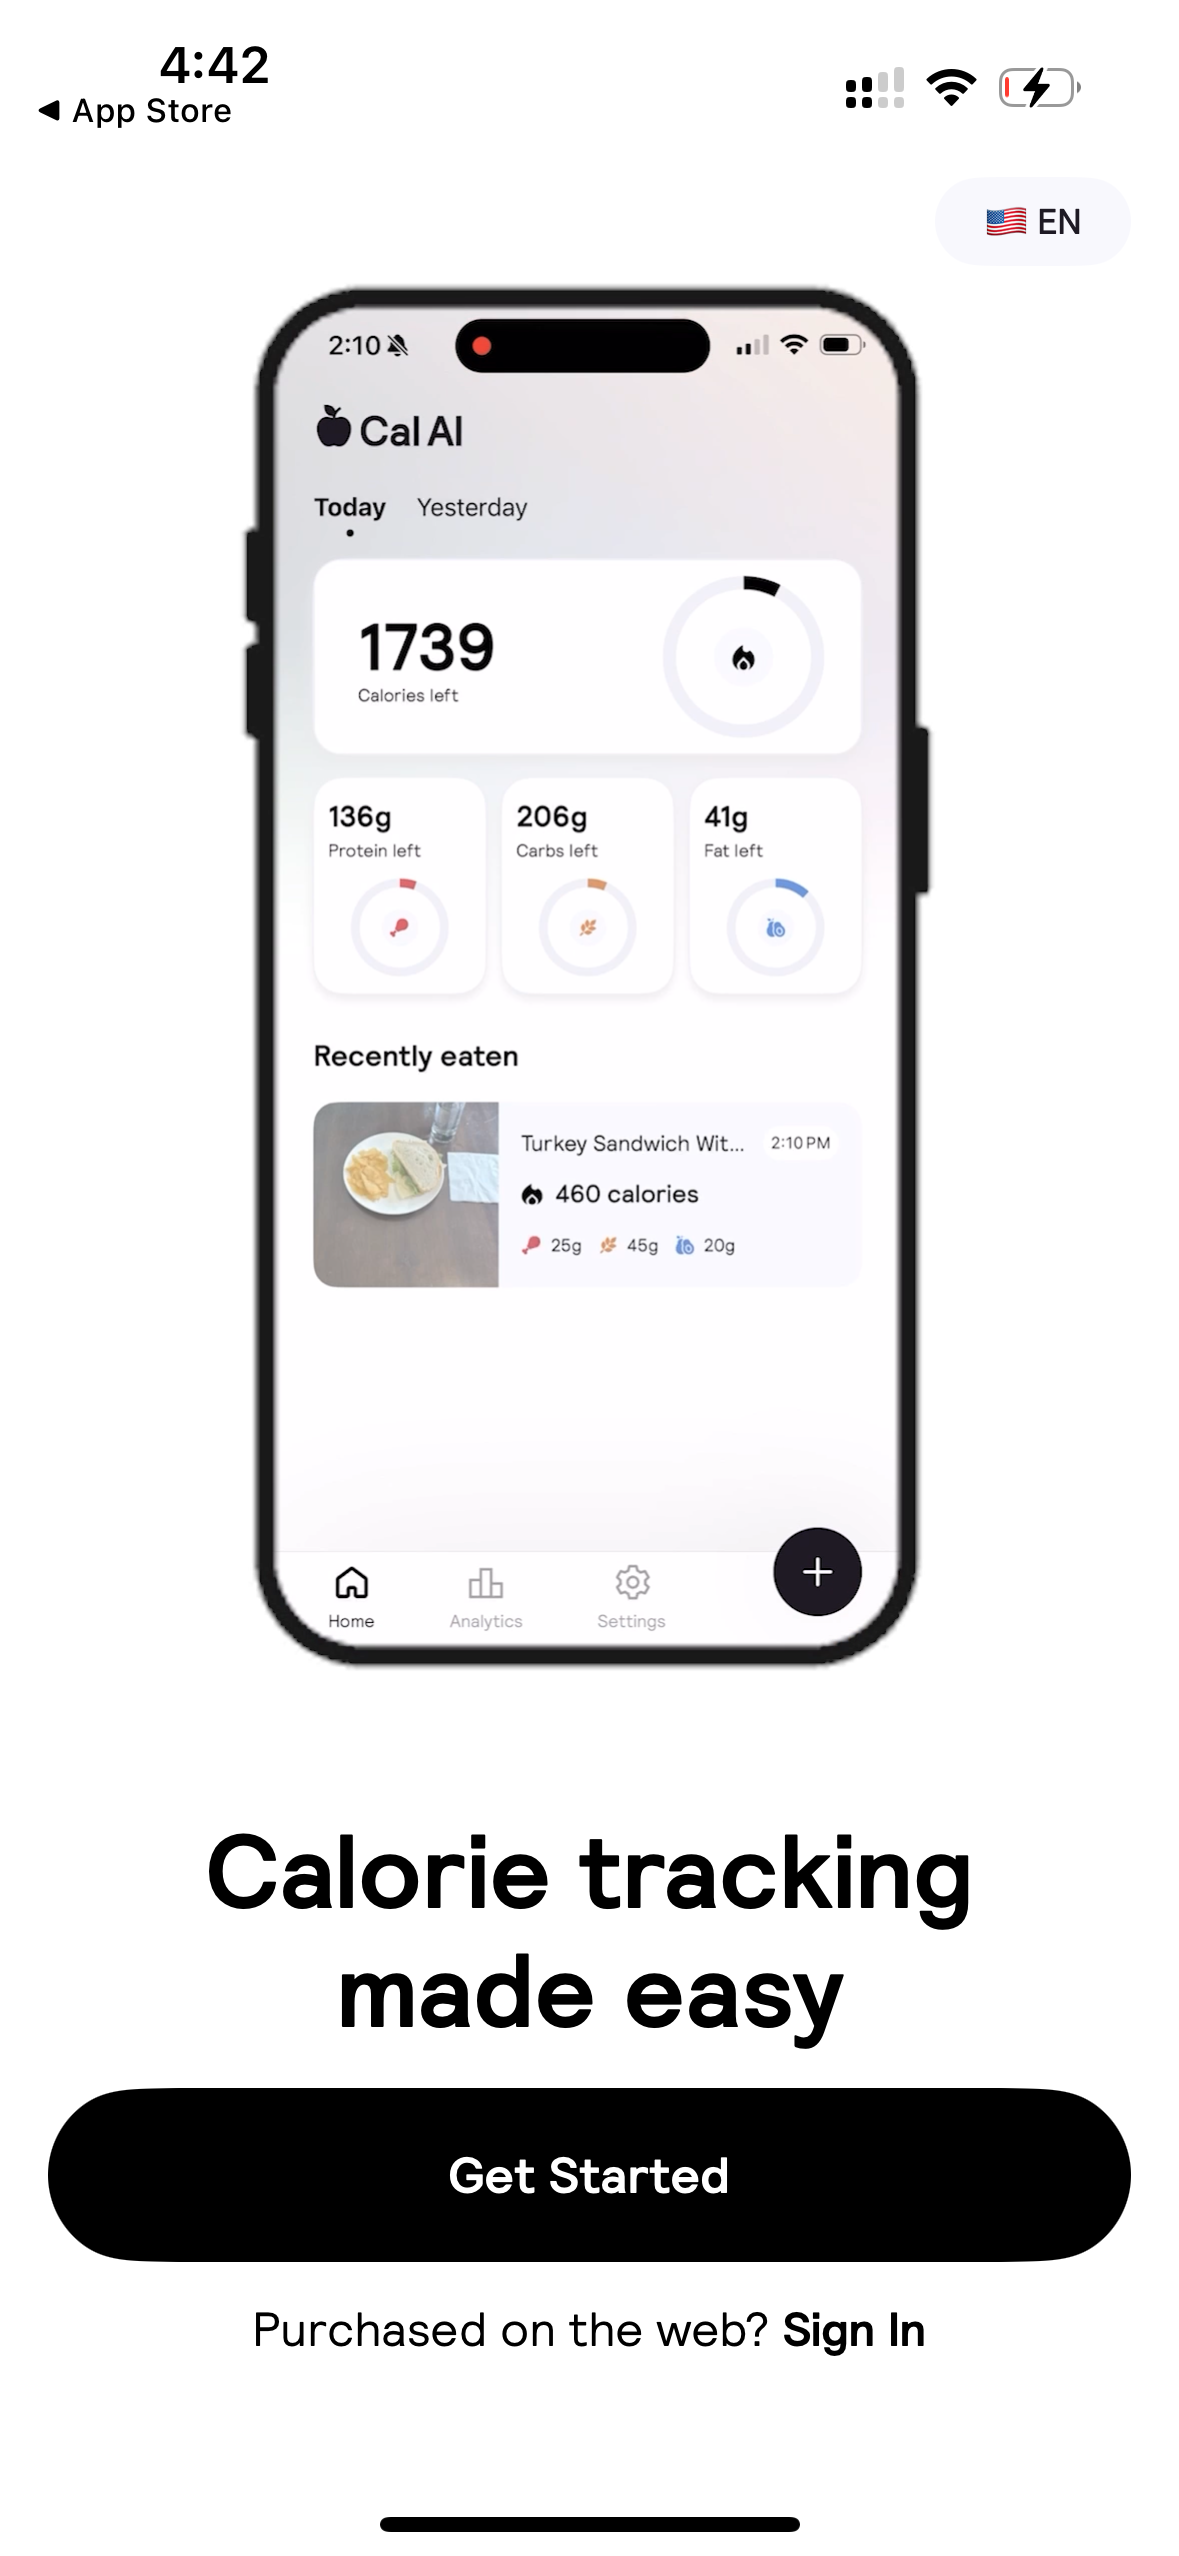 4:42
◀ App Store
🇺🇸 EN
2:10
Cal AI
Today Yesterday
1739
Calories left
136g 206g 41g
Protein left Carbs left Fat left
Recently eaten
Turkey Sandwich Wit... 2:10 PM
460 calories
25g 45g 20g
Home Analytics Settings
Calorie tracking
made easy
Get Started
Purchased on the web? Sign In